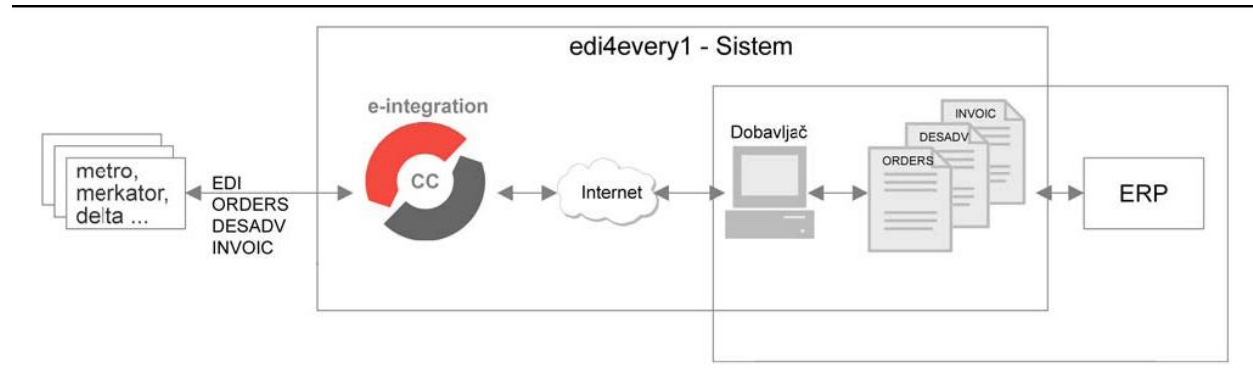 edi4every1 - Sistem
metro,
merkator,
delta ...
EDI
ORDERS
DESADV
INVOIC
e-integration
CC
Internet
Dobavljač
INVOIC
DESADV
ORDERS
ERP